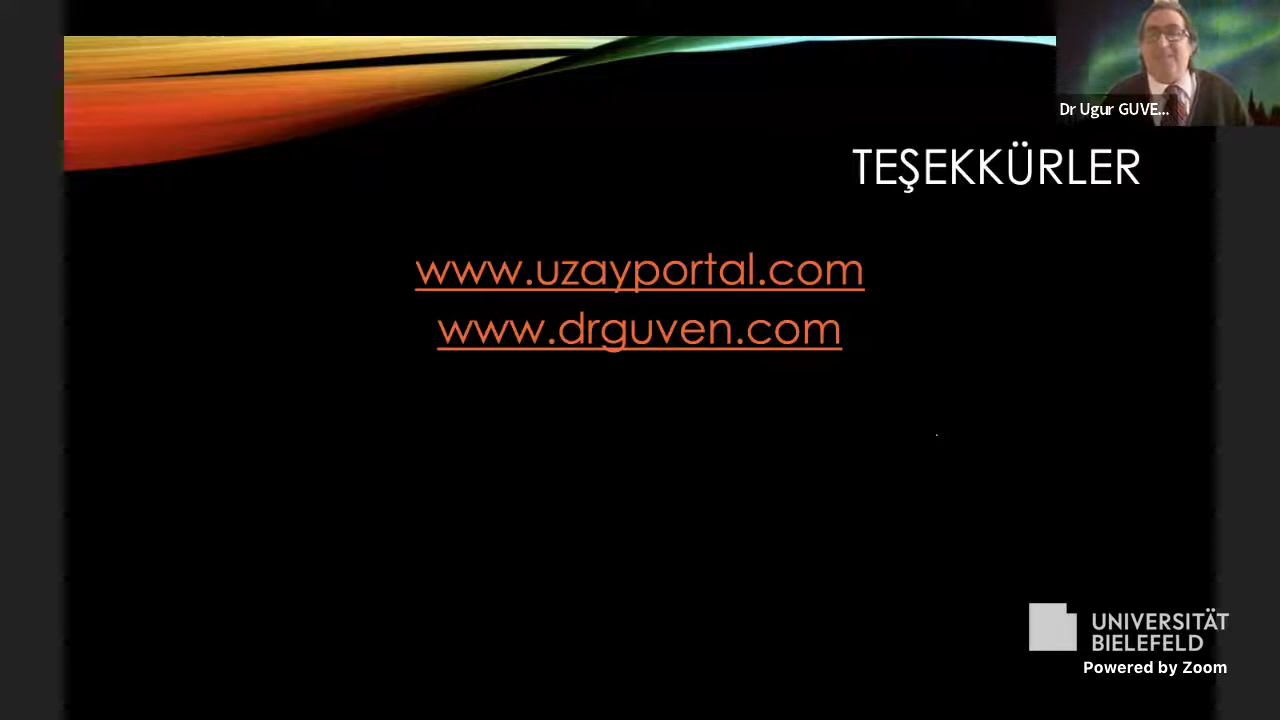 Dr Ugur GUVE...
TEŞEKKÜRLER
www.uzayportal.com
www.drguven.com
UNIVERSITÄT
BIELEFELD
Powered by Zoom